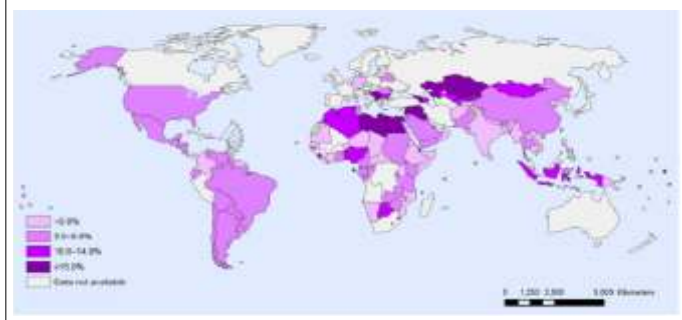 <5.0%
5.0–9.9%
10.0–14.9%
≥15.0%
Data not available
0 1,250 2,500 5,000 Kilometers